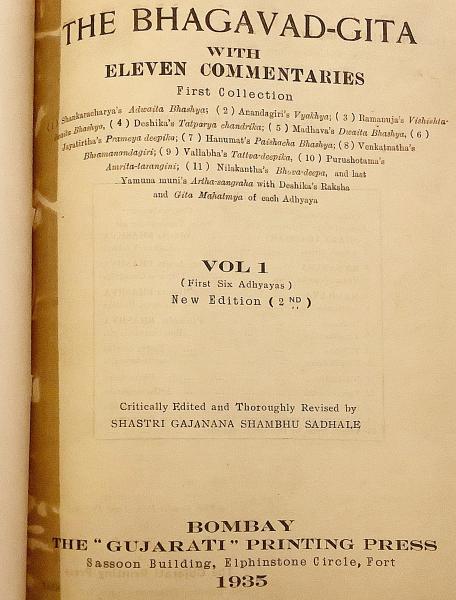 THE BHAGAVAD-GITA
WITH
ELEVEN COMMENTARIES
First Collection
(1) Shankaracharya's Adwaita Bhashya; (2) Anandagiri's Vyakhya; (3) Ramanuja's Vishishta-
dwaita Bhashya, (4) Deshika's Tatparya chandrika; (5) Madhava's Dwaita Bhashya, (6)
Jayatirtha's Prameya deepika; (7) Hanumat's Paishacha Bhashya; (8) Venkatnatha's
Bhamanandagiri; (9) Vallabha's Tattva-deepika, (10) Purushotama's
Amrita-tarangini; (11) Nilakantha's Bhava-deepa, and last
Yamuna muni's Artha-sangraha with Deshika's Raksha
and Gita Mahatmya of each Adhyaya
VOL 1
(First Six Adhyayas)
New Edition (2 ND)
Critically Edited and Thoroughly Revised by
SHASTRI GAJANANA SHAMBHU SADHALE
BOMBAY
THE "GUJARATI" PRINTING PRESS
Sassoon Building, Elphinstone Circle, Fort
1935